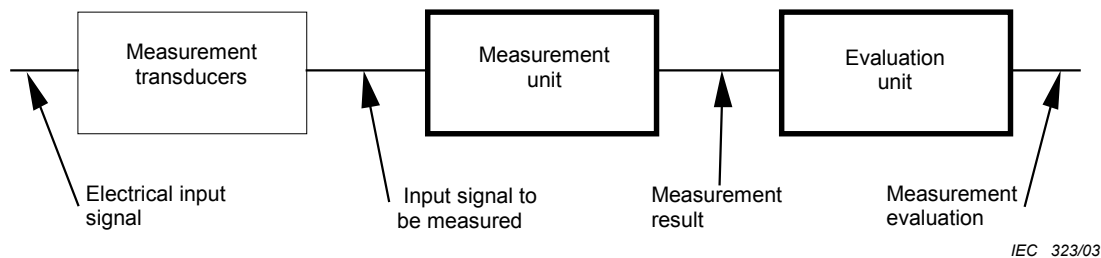 Measurement
transducers
Measurement
unit
Evaluation
unit
Electrical input
signal
Input signal to
be measured
Measurement
result
Measurement
evaluation
IEC 323/03